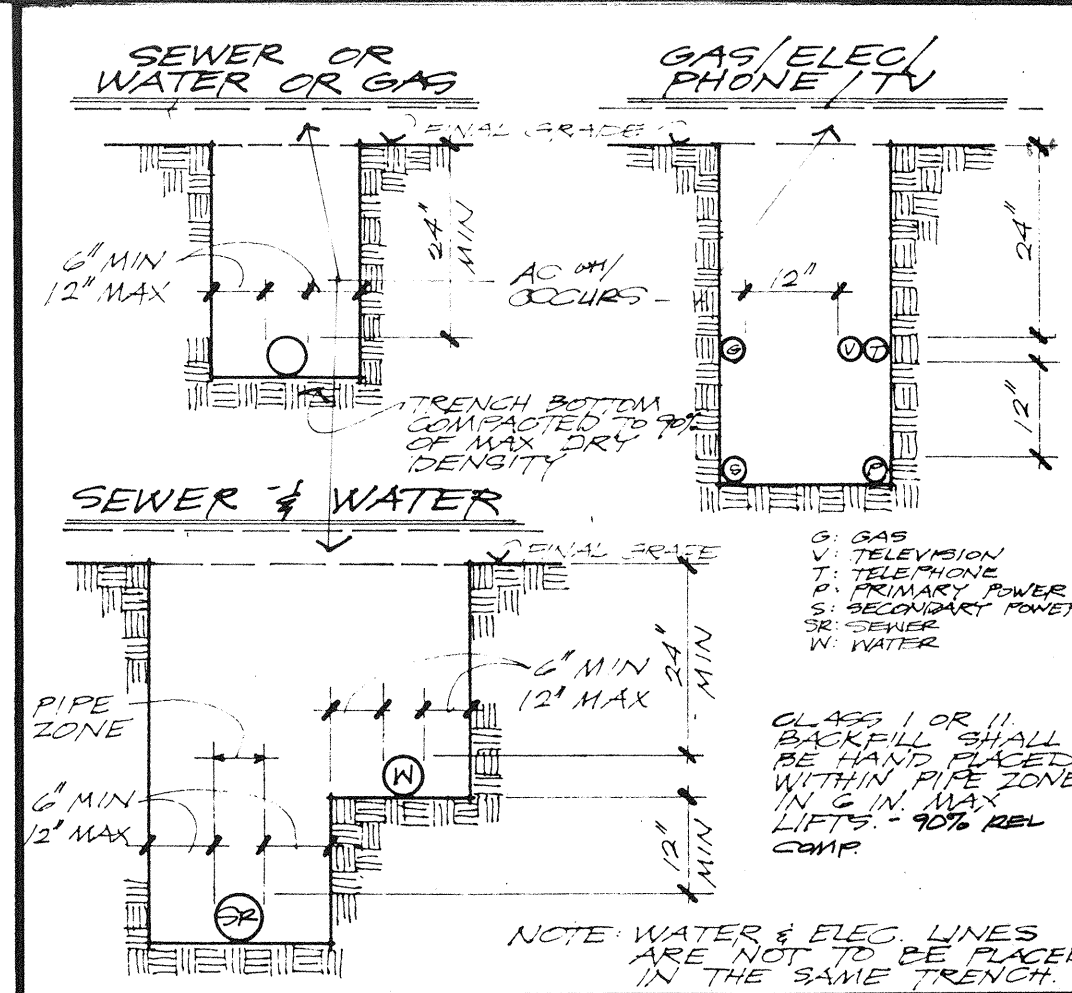 SEWER OR
WATER OR GAS
FINAL GRADE
6" MIN
12" MAX
24"
MIN
AC WH/
OCCURS
TRENCH BOTTOM
COMPACTED TO 90%
OF MAX DRY
DENSITY
GAS/ELEC/
PHONE/TV
12"
24"
12"
G
V
T
S
P
G: GAS
V: TELEVISION
T: TELEPHONE
P: PRIMARY POWER
S: SECONDARY POWER
SR: SEWER
W: WATER
SEWER & WATER
FINAL GRADE
PIPE
ZONE
6" MIN
12" MAX
6" MIN
12" MAX
24"
MIN
12"
MIN
W
SR
CLASS I OR II
BACKFILL SHALL
BE HAND PLACED
WITHIN PIPE ZONE
IN 6 IN. MAX
LIFTS. - 90% REL
COMP.
NOTE: WATER & ELEC. LINES
ARE NOT TO BE PLACED
IN THE SAME TRENCH.